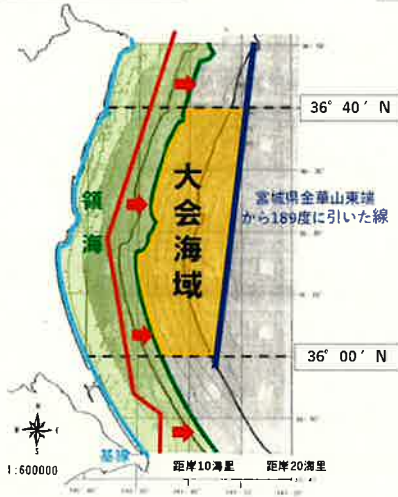 36° 40′ N
大会海域
宮城県金華山東端
から189度に引いた線
領海
36° 00′ N
N
S
基線
距岸10海里
距岸20海里
1:600000